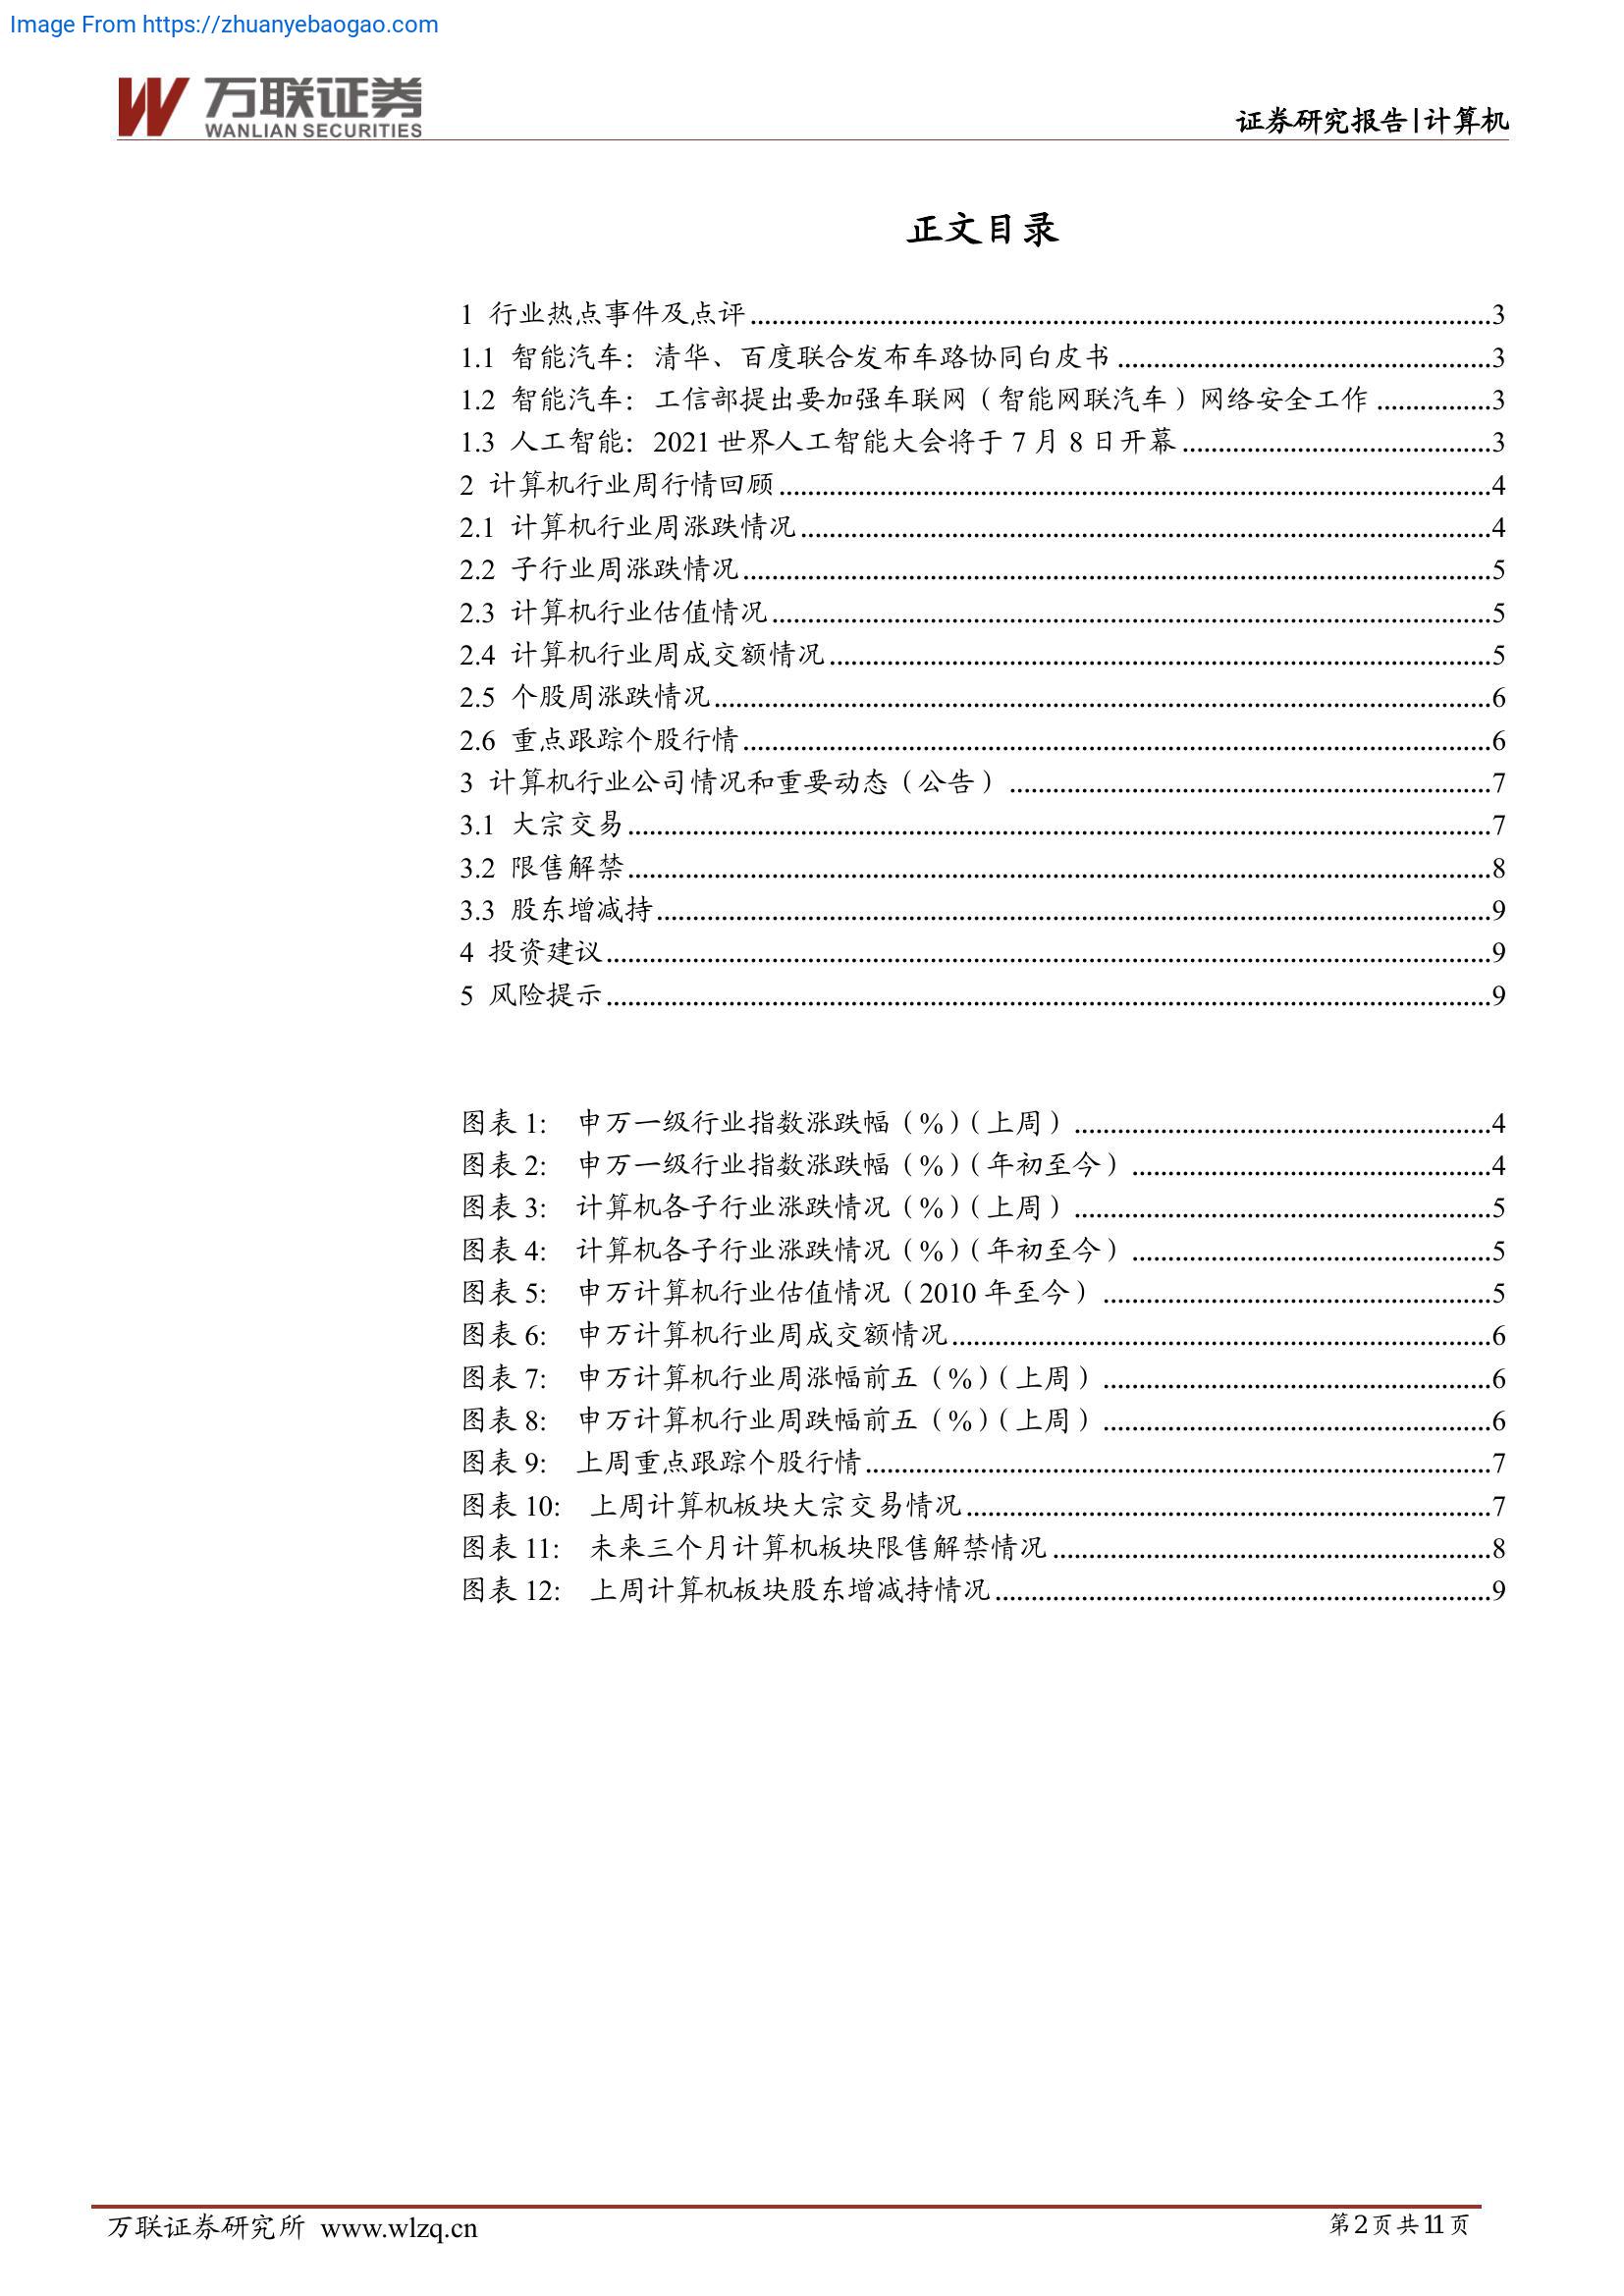 Image From https://zhuanyebaogao.com
万联证券
WANLIAN SECURITIES
证券研究报告|计算机
正文目录
1 行业热点事件及点评..........3
1.1 智能汽车：清华、百度联合发布车路协同白皮书..........3
1.2 智能汽车：工信部提出要加强车联网（智能网联汽车）网络安全工作..........3
1.3 人工智能：2021 世界人工智能大会将于 7 月 8 日开幕..........3
2 计算机行业周行情回顾..........4
2.1 计算机行业周涨跌情况..........4
2.2 子行业周涨跌情况..........5
2.3 计算机行业估值情况..........5
2.4 计算机行业周成交额情况..........5
2.5 个股周涨跌情况..........6
2.6 重点跟踪个股行情..........6
3 计算机行业公司情况和重要动态（公告）..........7
3.1 大宗交易..........7
3.2 限售解禁..........8
3.3 股东增减持..........9
4 投资建议..........9
5 风险提示..........9
图表 1: 申万一级行业指数涨跌幅（%）（上周）..........4
图表 2: 申万一级行业指数涨跌幅（%）（年初至今）..........4
图表 3: 计算机各子行业涨跌情况（%）（上周）..........5
图表 4: 计算机各子行业涨跌情况（%）（年初至今）..........5
图表 5: 申万计算机行业估值情况（2010 年至今）..........5
图表 6: 申万计算机行业周成交额情况..........6
图表 7: 申万计算机行业周涨幅前五（%）（上周）..........6
图表 8: 申万计算机行业周跌幅前五（%）（上周）..........6
图表 9: 上周重点跟踪个股行情..........7
图表 10: 上周计算机板块大宗交易情况..........7
图表 11: 未来三个月计算机板块限售解禁情况..........8
图表 12: 上周计算机板块股东增减持情况..........9
万联证券研究所 www.wlzq.cn
第 2 页 共 11 页